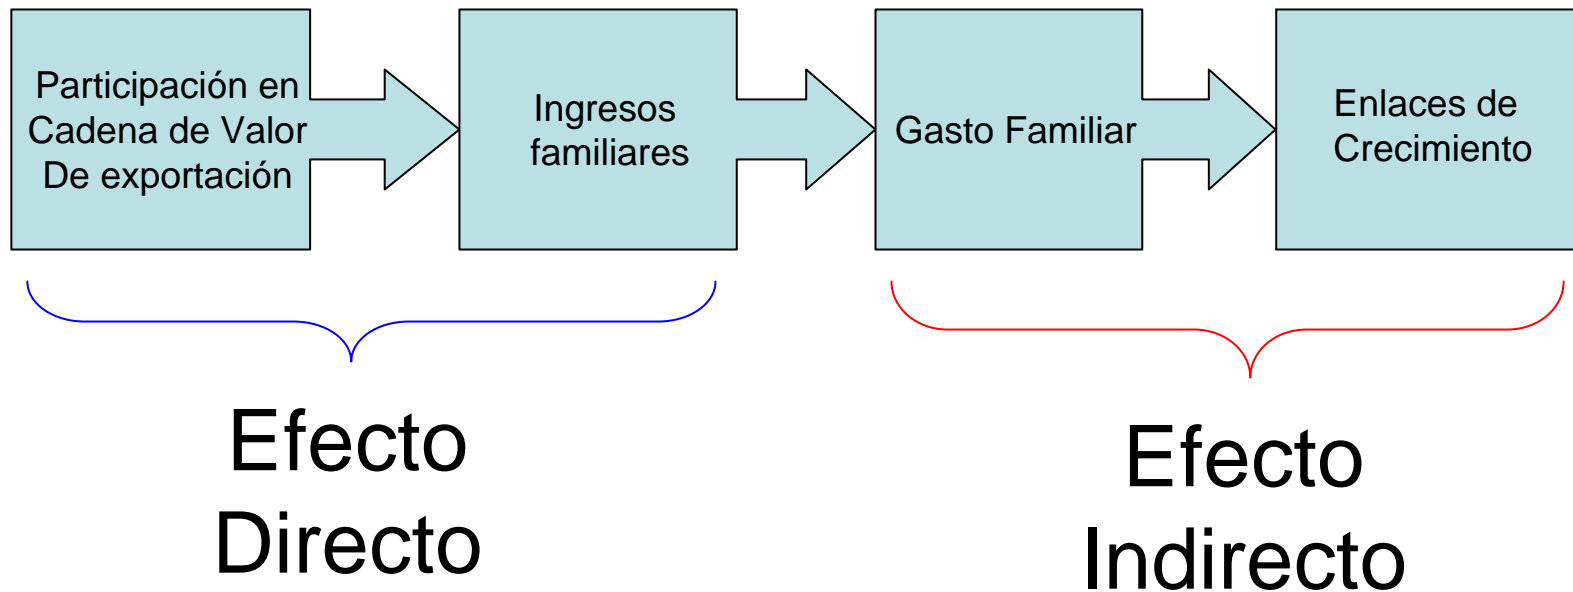 Participación en
Cadena de Valor
De exportación
Ingresos
familiares
Gasto Familiar
Enlaces de
Crecimiento
Efecto
Directo
Efecto
Indirecto